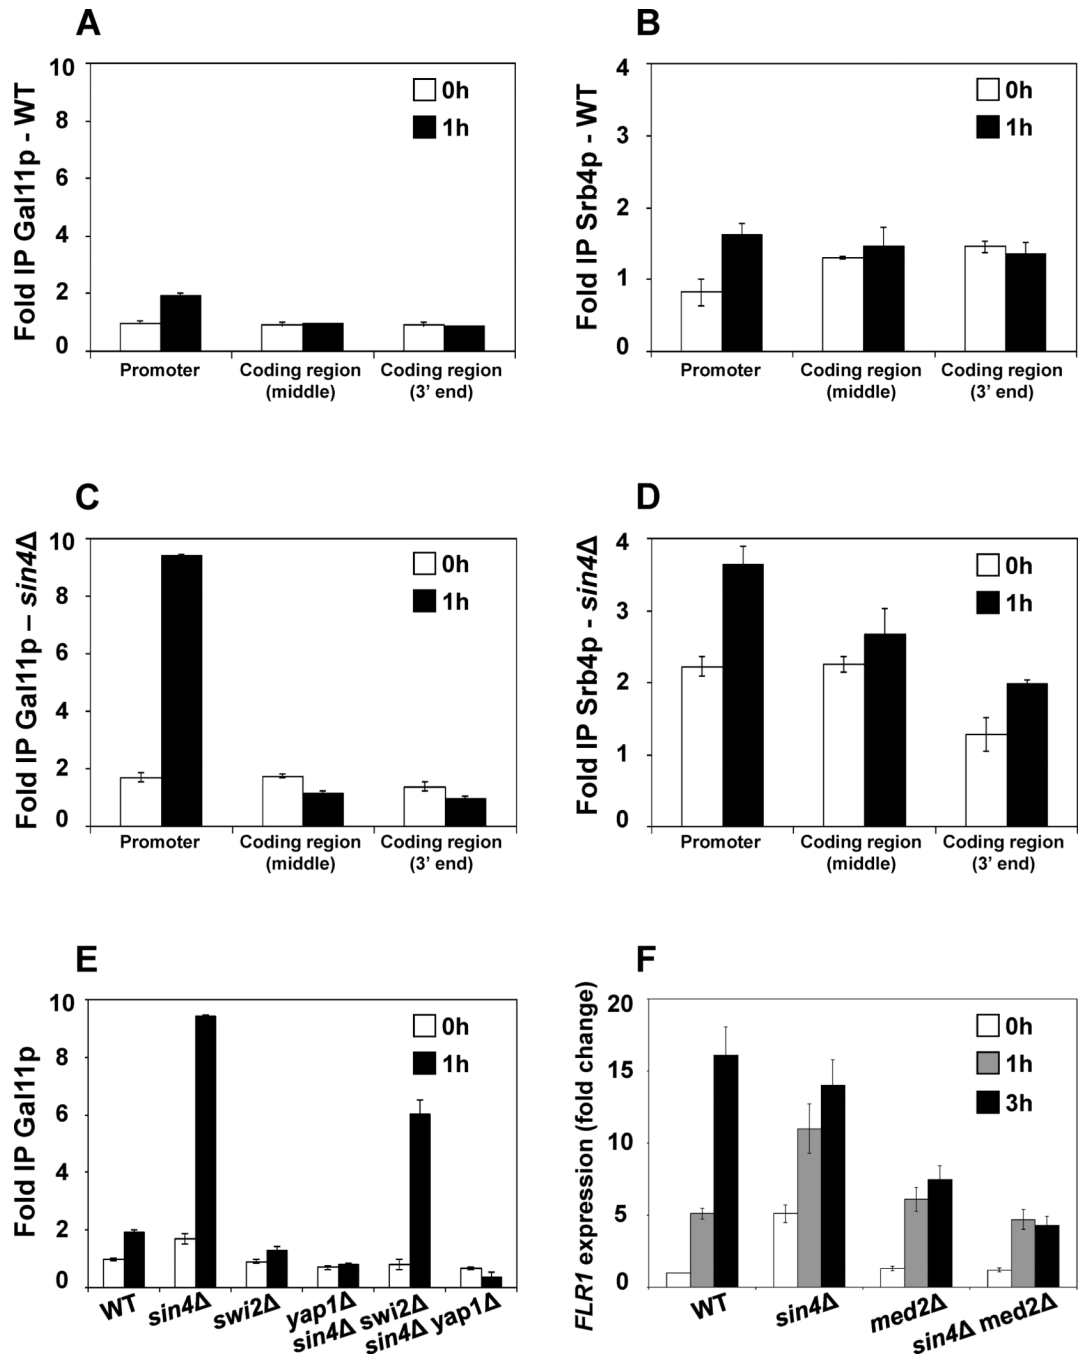 A
Fold IP Gal11p - WT
10
8
6
4
2
0
0h
1h
Promoter
Coding region
(middle)
Coding region
(3’ end)
B
Fold IP Srb4p - WT
4
3
2
1
0
0h
1h
Promoter
Coding region
(middle)
Coding region
(3’ end)
C
Fold IP Gal11p – sin4Δ
10
8
6
4
2
0
0h
1h
Promoter
Coding region
(middle)
Coding region
(3’ end)
D
Fold IP Srb4p - sin4Δ
4
3
2
1
0
0h
1h
Promoter
Coding region
(middle)
Coding region
(3’ end)
E
Fold IP Gal11p
10
8
6
4
2
0
0h
1h
WT
sin4Δ
swi2Δ
yap1Δ
sin4Δ swi2Δ
sin4Δ yap1Δ
F
FLR1 expression (fold change)
20
15
10
5
0
0h
1h
3h
WT
sin4Δ
med2Δ
sin4Δ med2Δ